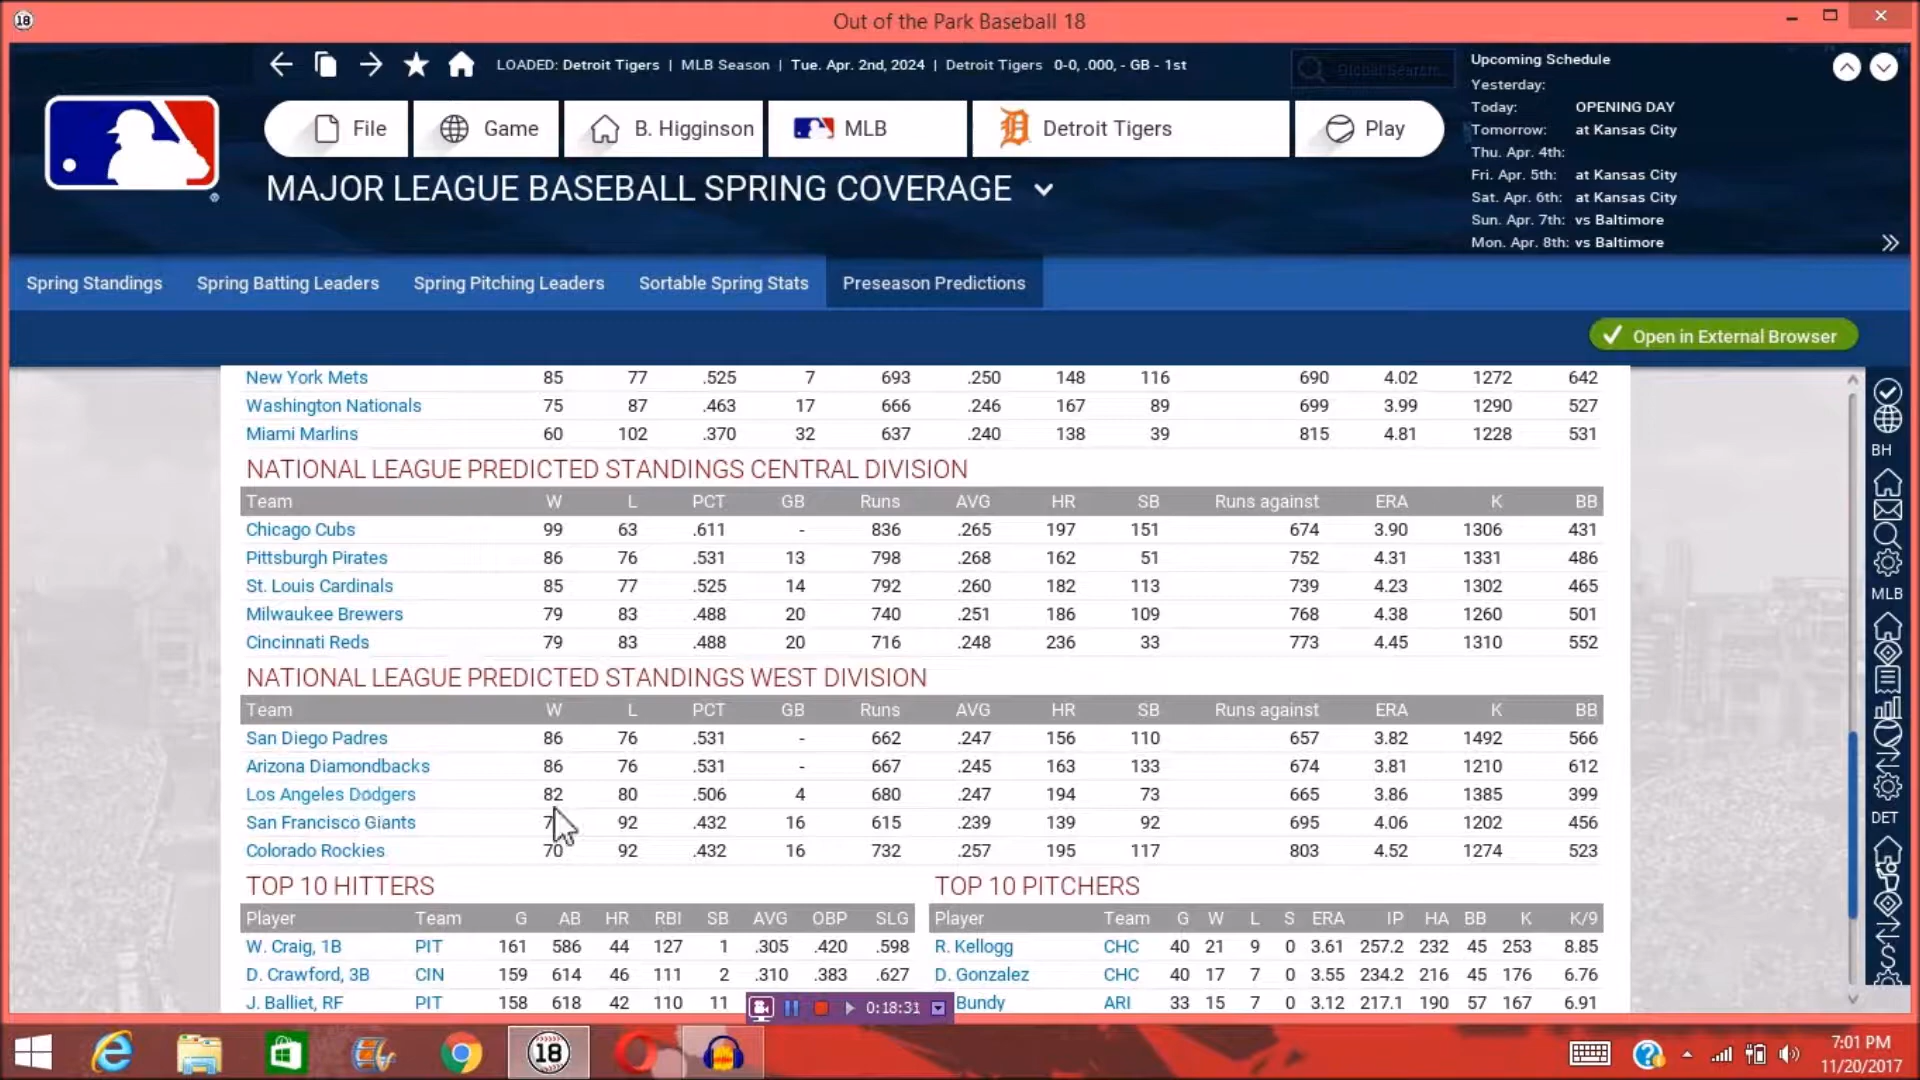 18 Out of the Park Baseball 18
LOADED: Detroit Tigers | MLB Season | Tue. Apr. 2nd, 2024 | Detroit Tigers 0-0, .000, - GB - 1st
Global Search...
Upcoming Schedule
Yesterday:
Today: OPENING DAY
Tomorrow: at Kansas City
Thu. Apr. 4th:
Fri. Apr. 5th: at Kansas City
Sat. Apr. 6th: at Kansas City
Sun. Apr. 7th: vs Baltimore
Mon. Apr. 8th: vs Baltimore
File Game B. Higginson MLB Detroit Tigers Play
MAJOR LEAGUE BASEBALL SPRING COVERAGE
Spring Standings Spring Batting Leaders Spring Pitching Leaders Sortable Spring Stats Preseason Predictions
Open in External Browser
New York Mets 85 77 .525 7 693 .250 148 116 690 4.02 1272 642
Washington Nationals 75 87 .463 17 666 .246 167 89 699 3.99 1290 527
Miami Marlins 60 102 .370 32 637 .240 138 39 815 4.81 1228 531
NATIONAL LEAGUE PREDICTED STANDINGS CENTRAL DIVISION
Team W L PCT GB Runs AVG HR SB Runs against ERA K BB
Chicago Cubs 99 63 .611 - 836 .265 197 151 674 3.90 1306 431
Pittsburgh Pirates 86 76 .531 13 798 .268 162 51 752 4.31 1331 486
St. Louis Cardinals 85 77 .525 14 792 .260 182 113 739 4.23 1302 465
Milwaukee Brewers 79 83 .488 20 740 .251 186 109 768 4.38 1260 501
Cincinnati Reds 79 83 .488 20 716 .248 236 33 773 4.45 1310 552
NATIONAL LEAGUE PREDICTED STANDINGS WEST DIVISION
Team W L PCT GB Runs AVG HR SB Runs against ERA K BB
San Diego Padres 86 76 .531 - 662 .247 156 110 657 3.82 1492 566
Arizona Diamondbacks 86 76 .531 - 667 .245 163 133 674 3.81 1210 612
Los Angeles Dodgers 82 80 .506 4 680 .247 194 73 665 3.86 1385 399
San Francisco Giants 92 .432 16 615 .239 139 92 695 4.06 1202 456
Colorado Rockies 70 92 .432 16 732 .257 195 117 803 4.52 1274 523
TOP 10 HITTERS
Player Team G AB HR RBI SB AVG OBP SLG
W. Craig, 1B PIT 161 586 44 127 1 .305 .420 .598
D. Crawford, 3B CIN 159 614 46 111 2 .310 .383 .627
J. Balliet, RF PIT 158 618 42 110 11
TOP 10 PITCHERS
Player Team G W L S ERA IP HA BB K K/9
R. Kellogg CHC 40 21 9 0 3.61 257.2 232 45 253 8.85
D. Gonzalez CHC 40 17 7 0 3.55 234.2 216 45 176 6.76
Bundy ARI 33 15 7 0 3.12 217.1 190 57 167 6.91
BH
MLB
DET
0:18:31
18
7:01 PM
11/20/2017